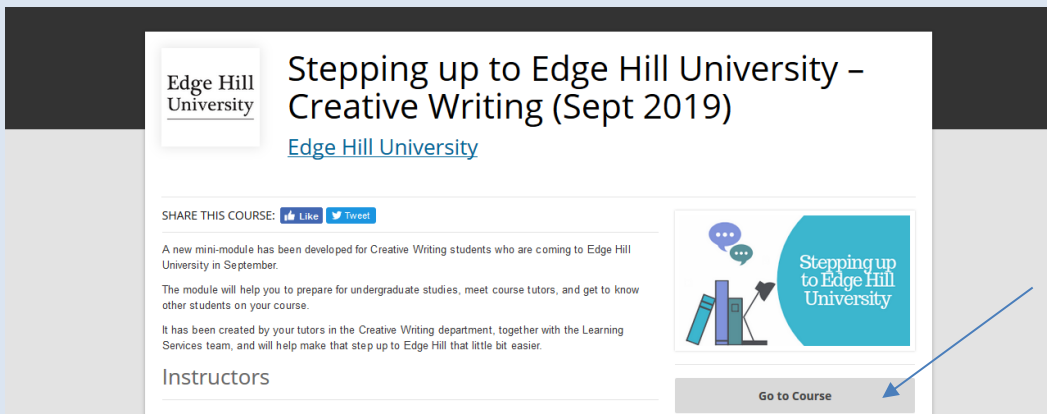 Edge Hill
University
Stepping up to Edge Hill University –
Creative Writing (Sept 2019)
Edge Hill University
SHARE THIS COURSE: Like Tweet
A new mini-module has been developed for Creative Writing students who are coming to Edge Hill
University in September.
The module will help you to prepare for undergraduate studies, meet course tutors, and get to know
other students on your course.
It has been created by your tutors in the Creative Writing department, together with the Learning
Services team, and will help make that step up to Edge Hill that little bit easier.
Instructors
Stepping up
to Edge Hill
University
Go to Course